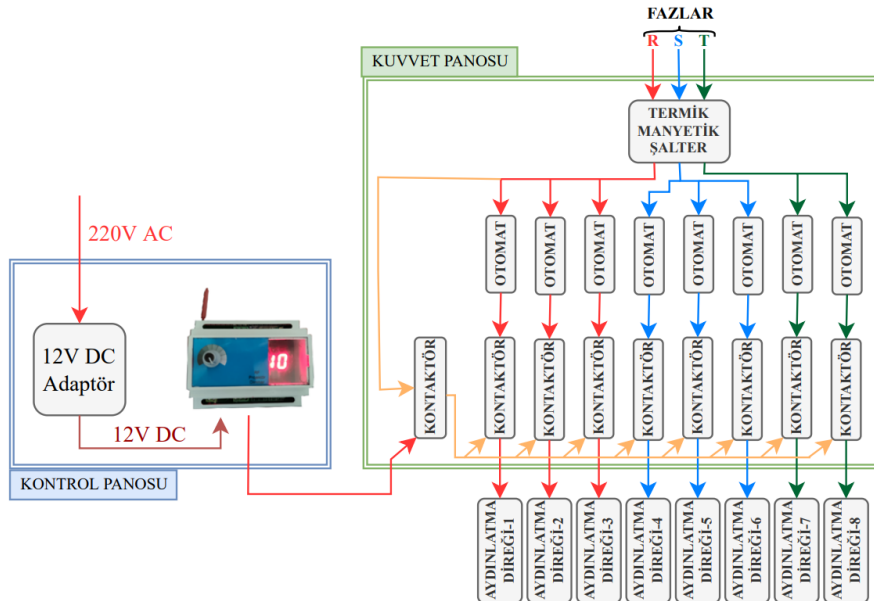 FAZLAR
R S T
KUVVET PANOSU
TERMİK
MANYETİK
ŞALTER
220V AC
OTOMAT
OTOMAT
OTOMAT
OTOMAT
OTOMAT
OTOMAT
OTOMAT
OTOMAT
12V DC
Adaptör
10
KONTAKTÖR
KONTAKTÖR
KONTAKTÖR
KONTAKTÖR
KONTAKTÖR
KONTAKTÖR
KONTAKTÖR
KONTAKTÖR
KONTAKTÖR
12V DC
KONTROL PANOSU
AYDINLATMA
DİREĞİ-1
AYDINLATMA
DİREĞİ-2
AYDINLATMA
DİREĞİ-3
AYDINLATMA
DİREĞİ-4
AYDINLATMA
DİREĞİ-5
AYDINLATMA
DİREĞİ-6
AYDINLATMA
DİREĞİ-7
AYDINLATMA
DİREĞİ-8